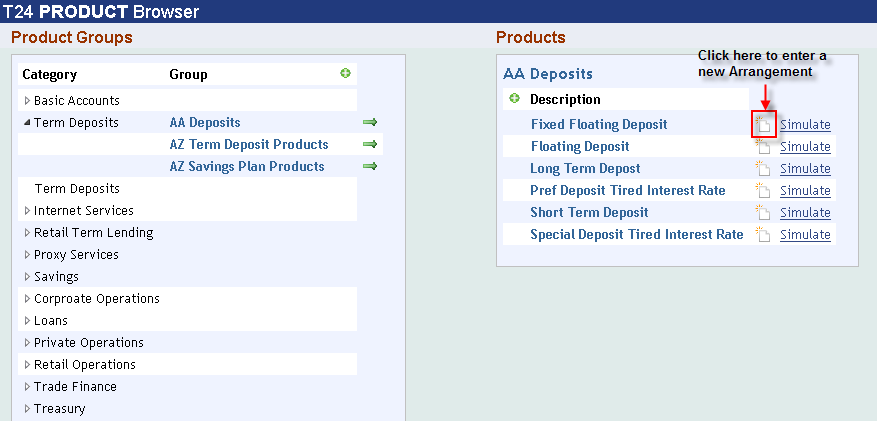 T24 PRODUCT Browser
Product Groups
Category Group
Basic Accounts
Term Deposits AA Deposits
AZ Term Deposit Products
AZ Savings Plan Products
Term Deposits
Internet Services
Retail Term Lending
Proxy Services
Savings
Corproate Operations
Loans
Private Operations
Retail Operations
Trade Finance
Treasury
Products
Click here to enter a
new Arrangement
AA Deposits
Description
Fixed Floating Deposit Simulate
Floating Deposit Simulate
Long Term Depost Simulate
Pref Deposit Tired Interest Rate Simulate
Short Term Deposit Simulate
Special Deposit Tired Interest Rate Simulate